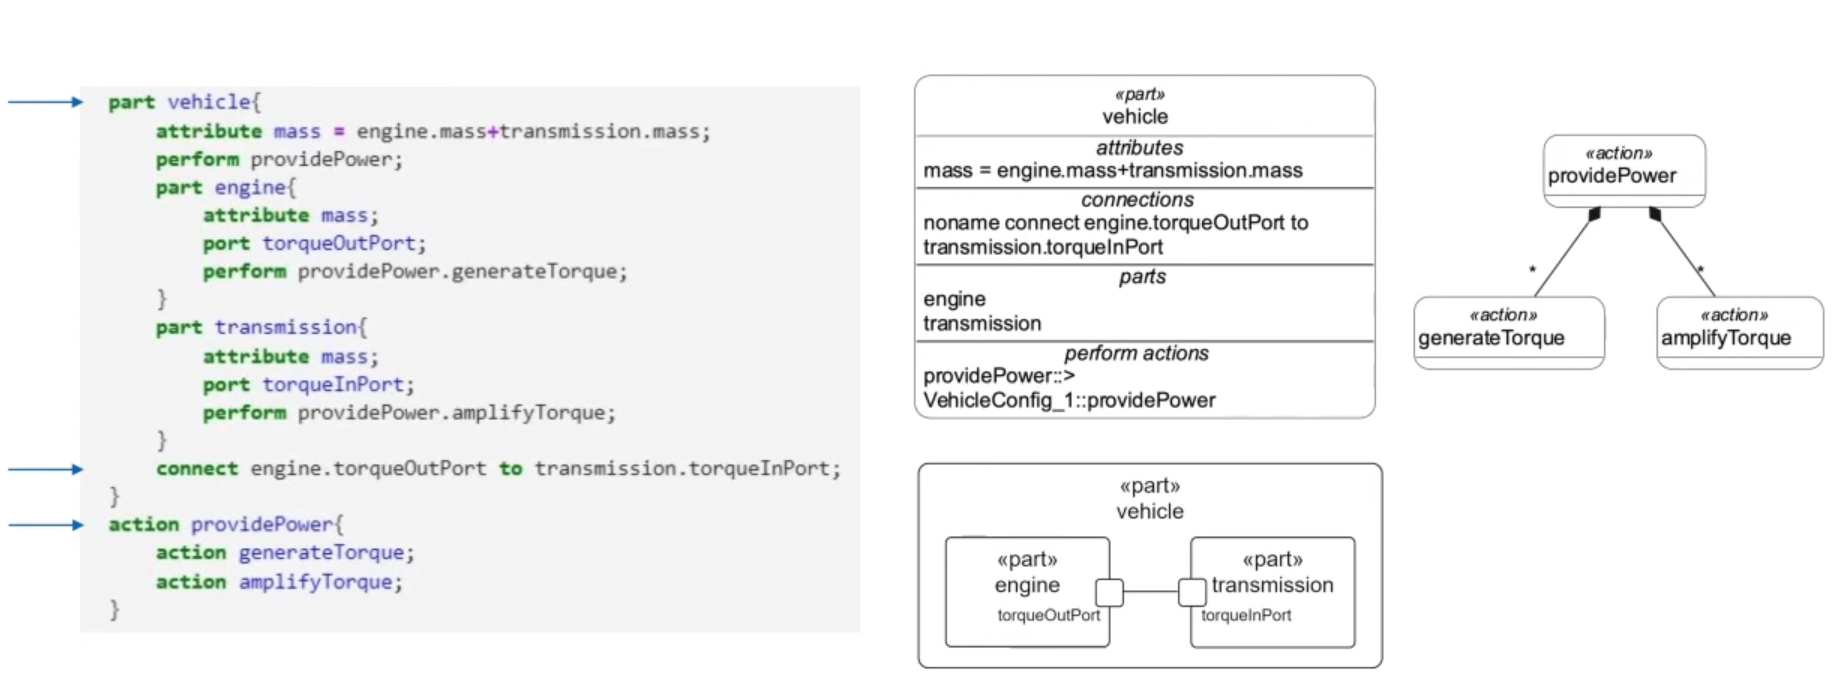 part vehicle{
attribute mass = engine.mass+transmission.mass;
perform providePower;
part engine{
attribute mass;
port torqueOutPort;
perform providePower.generateTorque;
}
part transmission{
attribute mass;
port torqueInPort;
perform providePower.amplifyTorque;
}
connect engine.torqueOutPort to transmission.torqueInPort;
}
action providePower{
action generateTorque;
action amplifyTorque;
}
«part»
vehicle
attributes
mass = engine.mass+transmission.mass
connections
noname connect engine.torqueOutPort to
transmission.torqueInPort
parts
engine
transmission
perform actions
providePower::>
VehicleConfig_1::providePower
«part»
vehicle
«part»
engine
torqueOutPort
«part»
transmission
torqueInPort
«action»
providePower
*
*
«action»
generateTorque
«action»
amplifyTorque